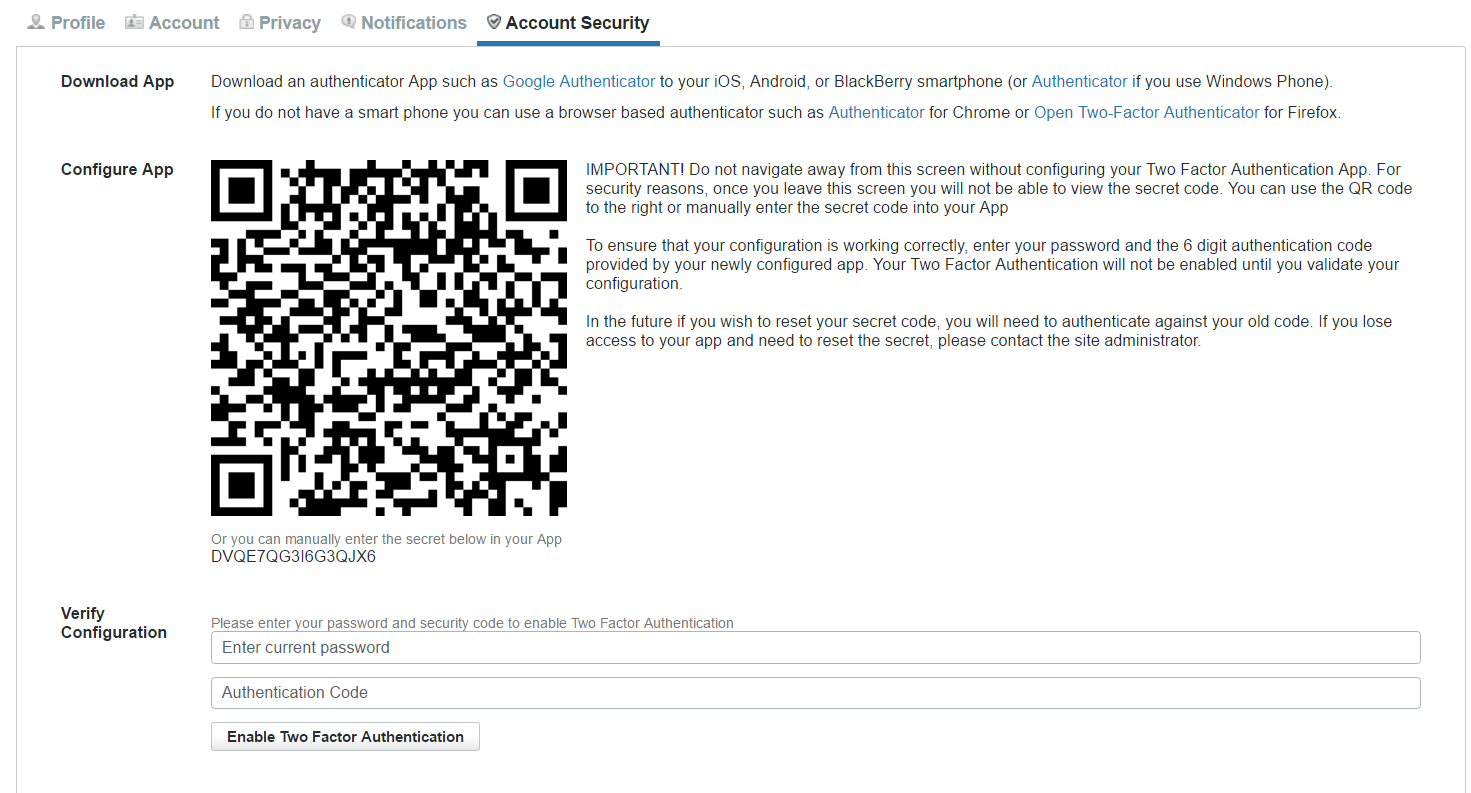 Profile Account Privacy Notifications Account Security
Download App
Download an authenticator App such as Google Authenticator to your iOS, Android, or BlackBerry smartphone (or Authenticator if you use Windows Phone).
If you do not have a smart phone you can use a browser based authenticator such as Authenticator for Chrome or Open Two-Factor Authenticator for Firefox.
Configure App
IMPORTANT! Do not navigate away from this screen without configuring your Two Factor Authentication App. For
security reasons, once you leave this screen you will not be able to view the secret code. You can use the QR code
to the right or manually enter the secret code into your App
To ensure that your configuration is working correctly, enter your password and the 6 digit authentication code
provided by your newly configured app. Your Two Factor Authentication will not be enabled until you validate your
configuration.
In the future if you wish to reset your secret code, you will need to authenticate against your old code. If you lose
access to your app and need to reset the secret, please contact the site administrator.
Or you can manually enter the secret below in your App
DVQE7QG3I6G3QJX6
Verify
Configuration
Please enter your password and security code to enable Two Factor Authentication
Enter current password
Authentication Code
Enable Two Factor Authentication